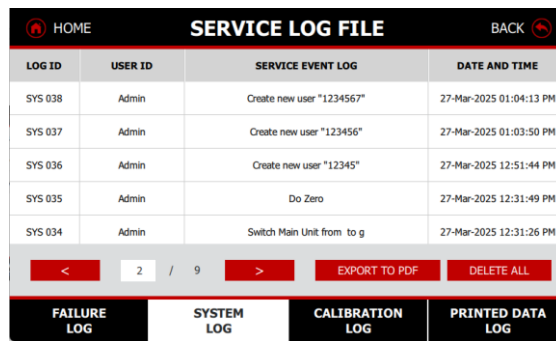 HOME SERVICE LOG FILE BACK
LOG ID USER ID SERVICE EVENT LOG DATE AND TIME
SYS 038 Admin Create new user "1234567" 27-Mar-2025 01:04:13 PM
SYS 037 Admin Create new user "123456" 27-Mar-2025 01:03:50 PM
SYS 036 Admin Create new user "12345" 27-Mar-2025 12:51:44 PM
SYS 035 Admin Do Zero 27-Mar-2025 12:31:49 PM
SYS 034 Admin Switch Main Unit from to g 27-Mar-2025 12:31:26 PM
< 2 / 9 > EXPORT TO PDF DELETE ALL
FAILURE SYSTEM CALIBRATION PRINTED DATA
LOG LOG LOG LOG